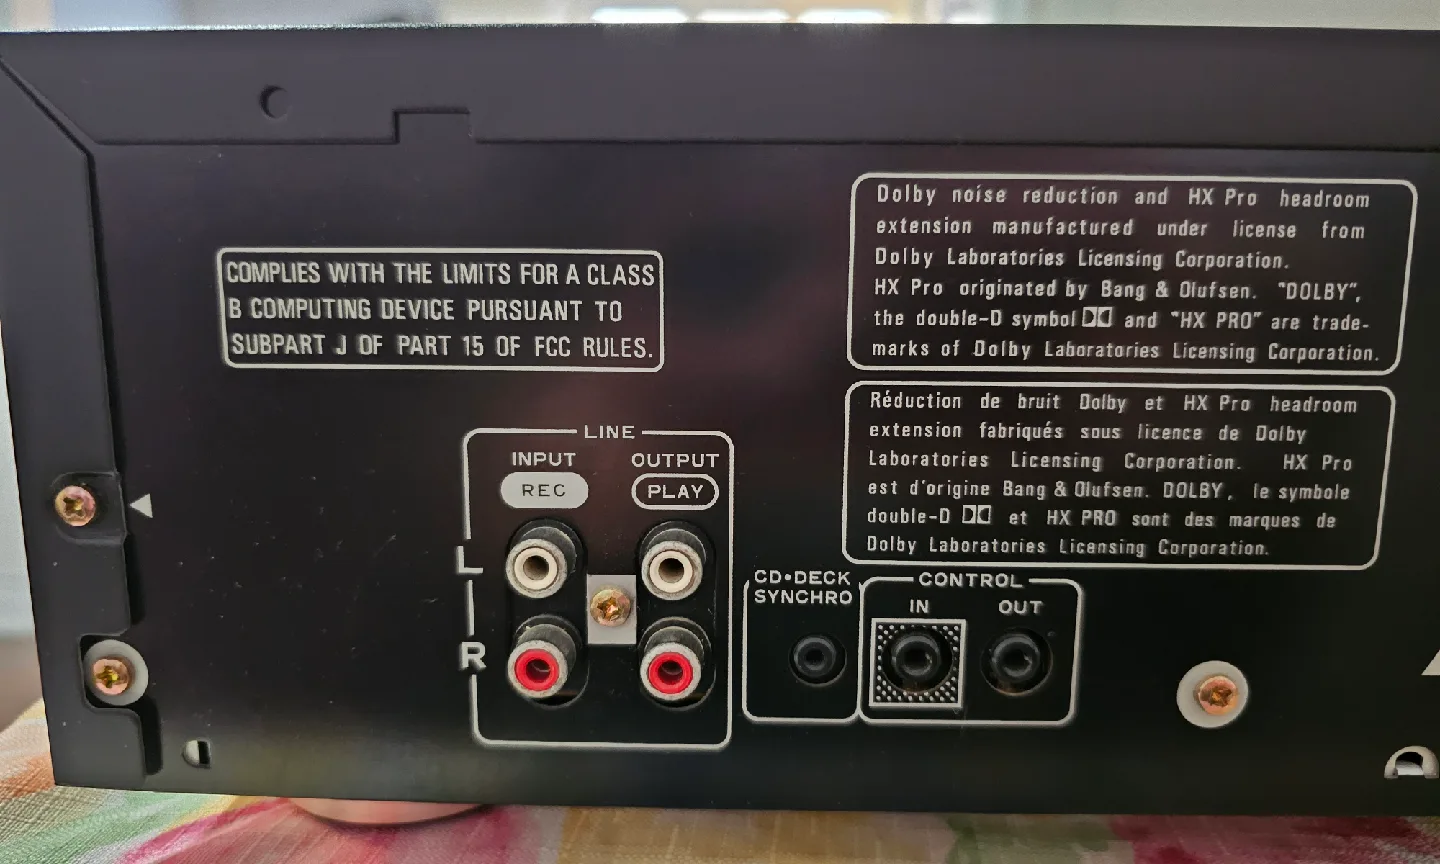 COMPLIES WITH THE LIMITS FOR A CLASS
B COMPUTING DEVICE PURSUANT TO
SUBPART J OF PART 15 OF FCC RULES.
Dolby noise reduction and HX Pro headroom
extension manufactured under license from
Dolby Laboratories Licensing Corporation.
HX Pro originated by Bang & Olufsen. "DOLBY",
the double-D symbol and "HX PRO" are trade-
marks of Dolby Laboratories Licensing Corporation.
Réduction de bruit Dolby et HX Pro headroom
extension fabriqués sous licence de Dolby
Laboratories Licensing Corporation. HX Pro
est d'origine Bang & Olufsen. DOLBY, le symbole
double-D et HX PRO sont des marques de
Dolby Laboratories Licensing Corporation.
LINE
INPUT OUTPUT
REC PLAY
L
R
CD•DECK
SYNCHRO
CONTROL
IN OUT